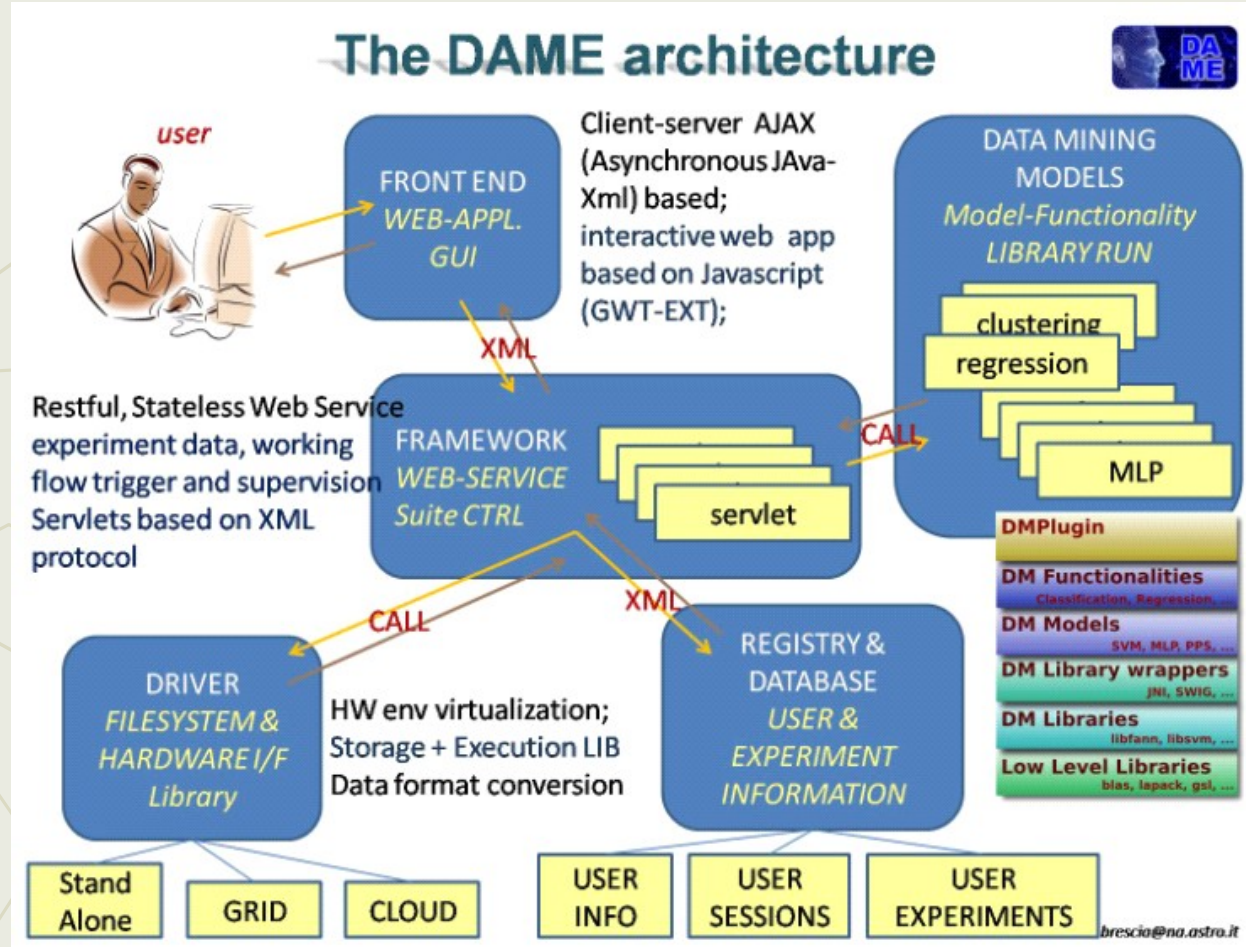 The DAME architecture
DA
ME
user
FRONT END
WEB-APPL.
GUI
Client-server AJAX
(Asynchronous JAva-
Xml) based;
interactive web app
based on Javascript
(GWT-EXT);
DATA MINING
MODELS
Model-Functionality
LIBRARY RUN
clustering
regression
MLP
XML
Restful, Stateless Web Service
experiment data, working
flow trigger and supervision
Servlets based on XML
protocol
FRAMEWORK
WEB-SERVICE
Suite CTRL
servlet
CALL
CALL
XML
DMPlugin
DM Functionalities
Classification, Regression, ...
DM Models
SVM, MLP, PPS, ...
DM Library wrappers
JNI, SWIG, ...
DM Libraries
libfann, libsvm, ...
Low Level Libraries
blas, lapack, gsl, ...
DRIVER
FILESYSTEM &
HARDWARE I/F
Library
HW env virtualization;
Storage + Execution LIB
Data format conversion
REGISTRY &
DATABASE
USER &
EXPERIMENT
INFORMATION
Stand
Alone
GRID
CLOUD
USER
INFO
USER
SESSIONS
USER
EXPERIMENTS
brescia@na.astro.it